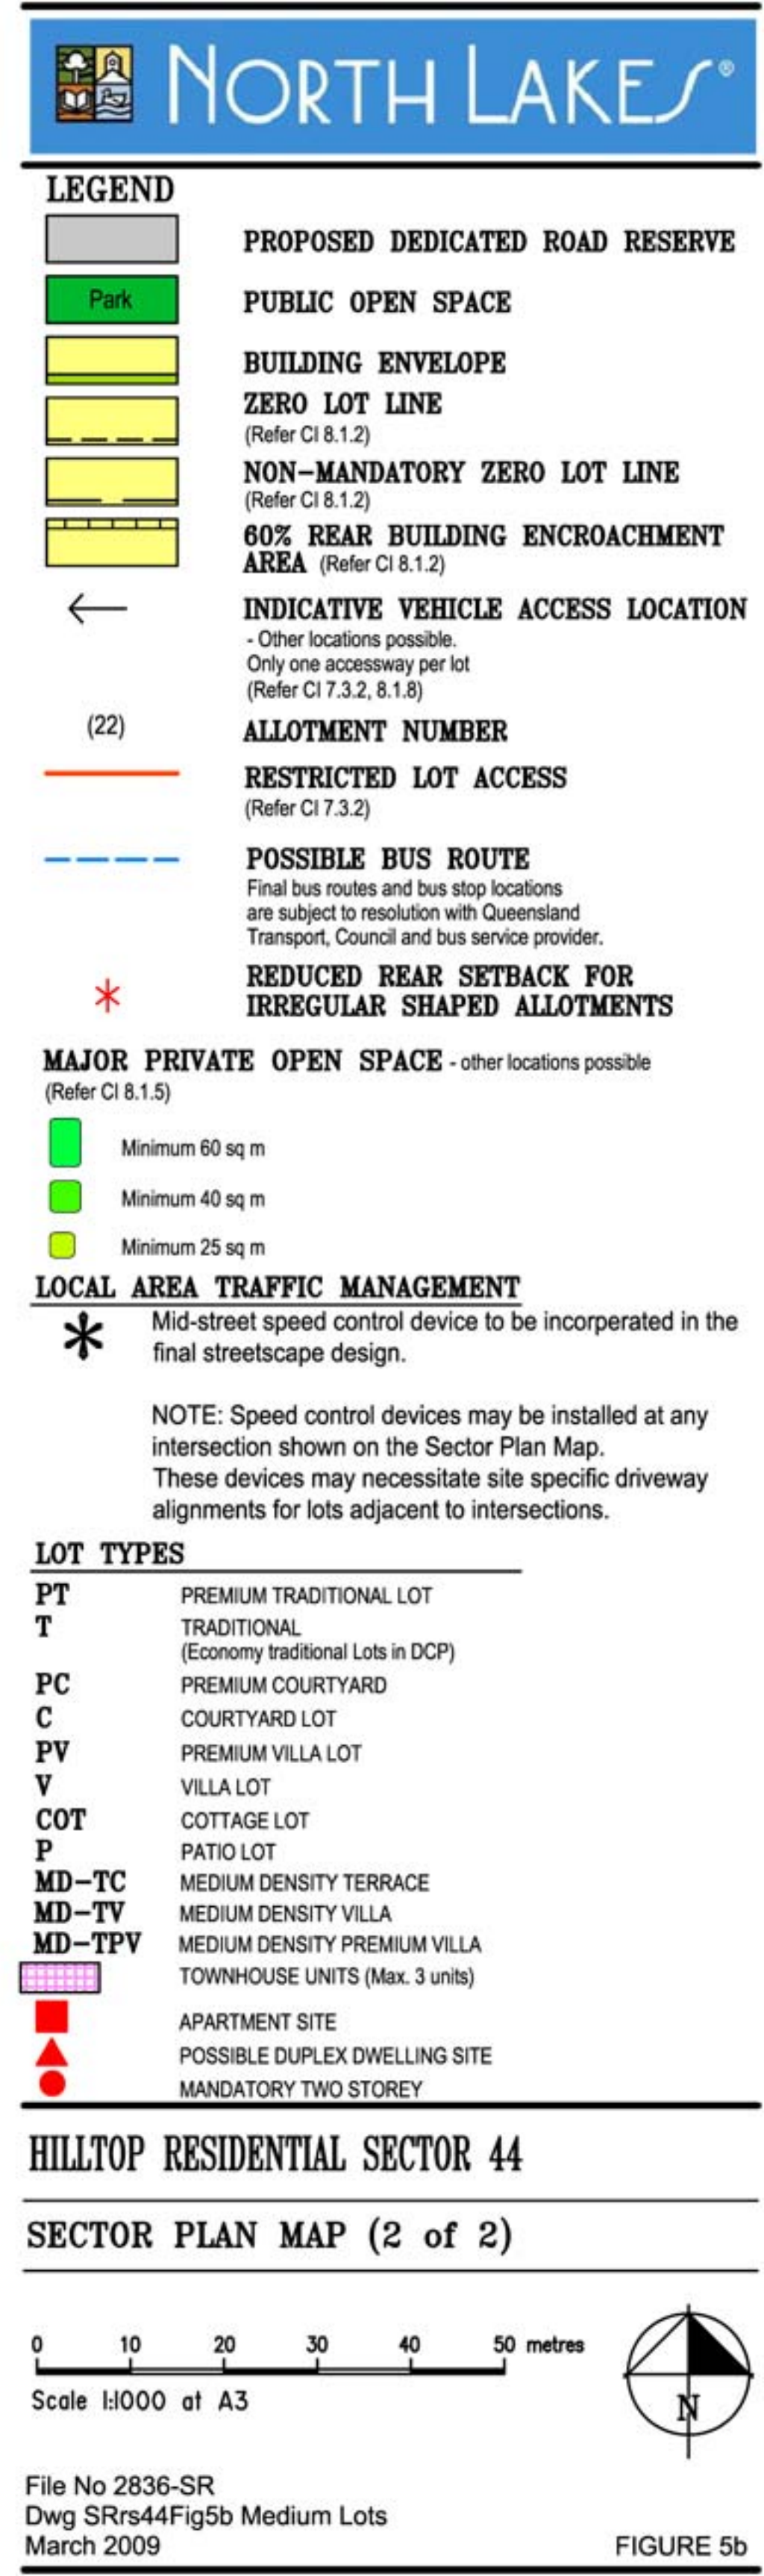 NORTH LAKES®
LEGEND
PROPOSED DEDICATED ROAD RESERVE
Park
PUBLIC OPEN SPACE
BUILDING ENVELOPE
ZERO LOT LINE
(Refer Cl 8.1.2)
NON-MANDATORY ZERO LOT LINE
(Refer Cl 8.1.2)
60% REAR BUILDING ENCROACHMENT
AREA (Refer Cl 8.1.2)
INDICATIVE VEHICLE ACCESS LOCATION
- Other locations possible.
Only one accessway per lot
(Refer Cl 7.3.2, 8.1.8)
(22)
ALLOTMENT NUMBER
RESTRICTED LOT ACCESS
(Refer Cl 7.3.2)
POSSIBLE BUS ROUTE
Final bus routes and bus stop locations
are subject to resolution with Queensland
Transport, Council and bus service provider.
REDUCED REAR SETBACK FOR
IRREGULAR SHAPED ALLOTMENTS
MAJOR PRIVATE OPEN SPACE - other locations possible
(Refer Cl 8.1.5)
Minimum 60 sq m
Minimum 40 sq m
Minimum 25 sq m
LOCAL AREA TRAFFIC MANAGEMENT
Mid-street speed control device to be incorperated in the
final streetscape design.
NOTE: Speed control devices may be installed at any
intersection shown on the Sector Plan Map.
These devices may necessitate site specific driveway
alignments for lots adjacent to intersections.
LOT TYPES
PT PREMIUM TRADITIONAL LOT
T TRADITIONAL
(Economy traditional Lots in DCP)
PC PREMIUM COURTYARD
C COURTYARD LOT
PV PREMIUM VILLA LOT
V VILLA LOT
COT COTTAGE LOT
P PATIO LOT
MD-TC MEDIUM DENSITY TERRACE
MD-TV MEDIUM DENSITY VILLA
MD-TPV MEDIUM DENSITY PREMIUM VILLA
TOWNHOUSE UNITS (Max. 3 units)
APARTMENT SITE
POSSIBLE DUPLEX DWELLING SITE
MANDATORY TWO STOREY
HILLTOP RESIDENTIAL SECTOR 44
SECTOR PLAN MAP (2 of 2)
0 10 20 30 40 50 metres
Scale 1:1000 at A3
N
File No 2836-SR
Dwg SRrs44Fig5b Medium Lots
March 2009
FIGURE 5b